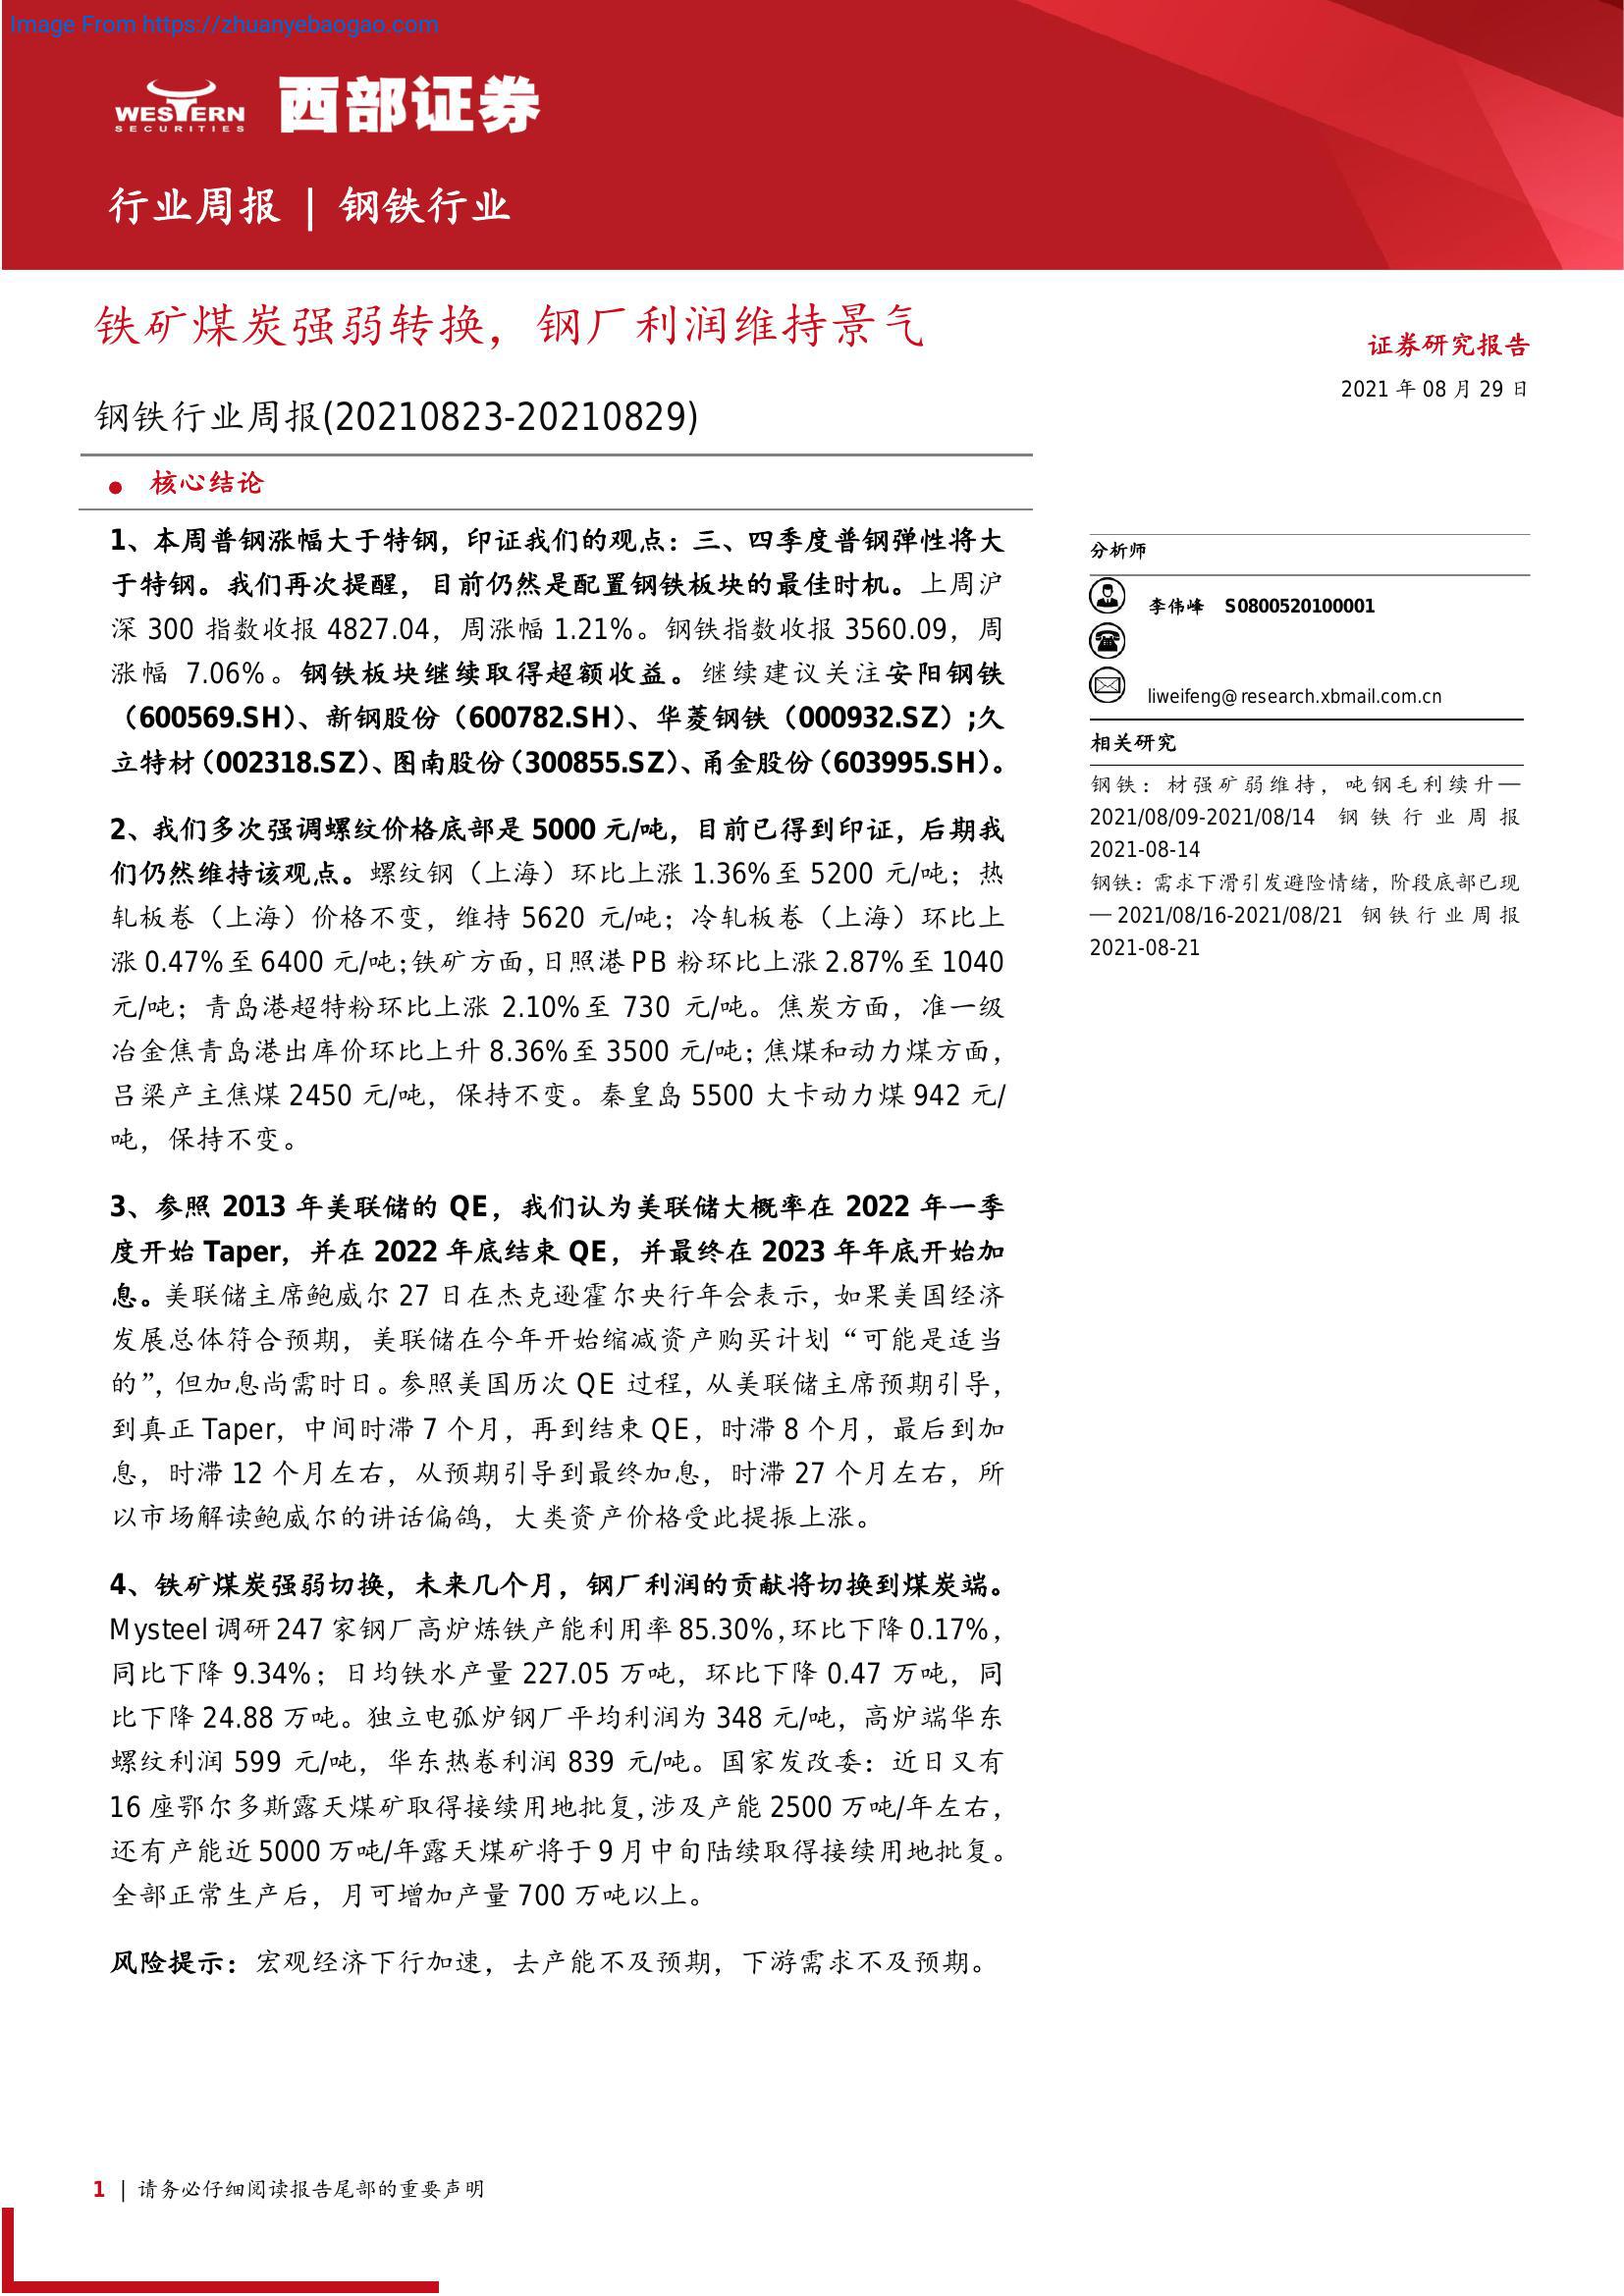 Image From https://zhuanyebaogao.com
WESTERN
SECURITIES
西部证券
行业周报 | 钢铁行业
铁矿煤炭强弱转换，钢厂利润维持景气
钢铁行业周报(20210823-20210829)
证券研究报告
2021 年 08 月 29 日
● 核心结论
1、本周普钢涨幅大于特钢，印证我们的观点：三、四季度普钢弹性将大
于特钢。我们再次提醒，目前仍然是配置钢铁板块的最佳时机。上周沪
深 300 指数收报 4827.04，周涨幅 1.21%。钢铁指数收报 3560.09，周
涨幅 7.06%。钢铁板块继续取得超额收益。继续建议关注安阳钢铁
（600569.SH）、新钢股份（600782.SH）、华菱钢铁（000932.SZ）;久
立特材（002318.SZ）、图南股份（300855.SZ）、甬金股份（603995.SH）。
2、我们多次强调螺纹价格底部是 5000 元/吨，目前已得到印证，后期我
们仍然维持该观点。螺纹钢（上海）环比上涨 1.36%至 5200 元/吨；热
轧板卷（上海）价格不变，维持 5620 元/吨；冷轧板卷（上海）环比上
涨 0.47%至 6400 元/吨；铁矿方面，日照港 PB 粉环比上涨 2.87%至 1040
元/吨；青岛港超特粉环比上涨 2.10%至 730 元/吨。焦炭方面，准一级
冶金焦青岛港出库价环比上升 8.36%至 3500 元/吨；焦煤和动力煤方面，
吕梁产主焦煤 2450 元/吨，保持不变。秦皇岛 5500 大卡动力煤 942 元/
吨，保持不变。
3、参照 2013 年美联储的 QE，我们认为美联储大概率在 2022 年一季
度开始 Taper，并在 2022 年底结束 QE，并最终在 2023 年年底开始加
息。美联储主席鲍威尔 27 日在杰克逊霍尔央行年会表示，如果美国经济
发展总体符合预期，美联储在今年开始缩减资产购买计划“可能是适当
的”，但加息尚需时日。参照美国历次 QE 过程，从美联储主席预期引导，
到真正 Taper，中间时滞 7 个月，再到结束 QE，时滞 8 个月，最后到加
息，时滞 12 个月左右，从预期引导到最终加息，时滞 27 个月左右，所
以市场解读鲍威尔的讲话偏鸽，大类资产价格受此提振上涨。
4、铁矿煤炭强弱切换，未来几个月，钢厂利润的贡献将切换到煤炭端。
Mysteel 调研 247 家钢厂高炉炼铁产能利用率 85.30%，环比下降 0.17%，
同比下降 9.34%；日均铁水产量 227.05 万吨，环比下降 0.47 万吨，同
比下降 24.88 万吨。独立电弧炉钢厂平均利润为 348 元/吨，高炉端华东
螺纹利润 599 元/吨，华东热卷利润 839 元/吨。国家发改委：近日又有
16 座鄂尔多斯露天煤矿取得接续用地批复，涉及产能 2500 万吨/年左右，
还有产能近 5000 万吨/年露天煤矿将于 9 月中旬陆续取得接续用地批复。
全部正常生产后，月可增加产量 700 万吨以上。
风险提示：宏观经济下行加速，去产能不及预期，下游需求不及预期。
分析师
李伟峰 S0800520100001
liweifeng@research.xbmail.com.cn
相关研究
钢铁：材强矿弱维持，吨钢毛利续升—
2021/08/09-2021/08/14 钢铁行业周报
2021-08-14
钢铁：需求下滑引发避险情绪，阶段底部已现
—2021/08/16-2021/08/21 钢铁行业周报
2021-08-21
1 | 请务必仔细阅读报告尾部的重要声明